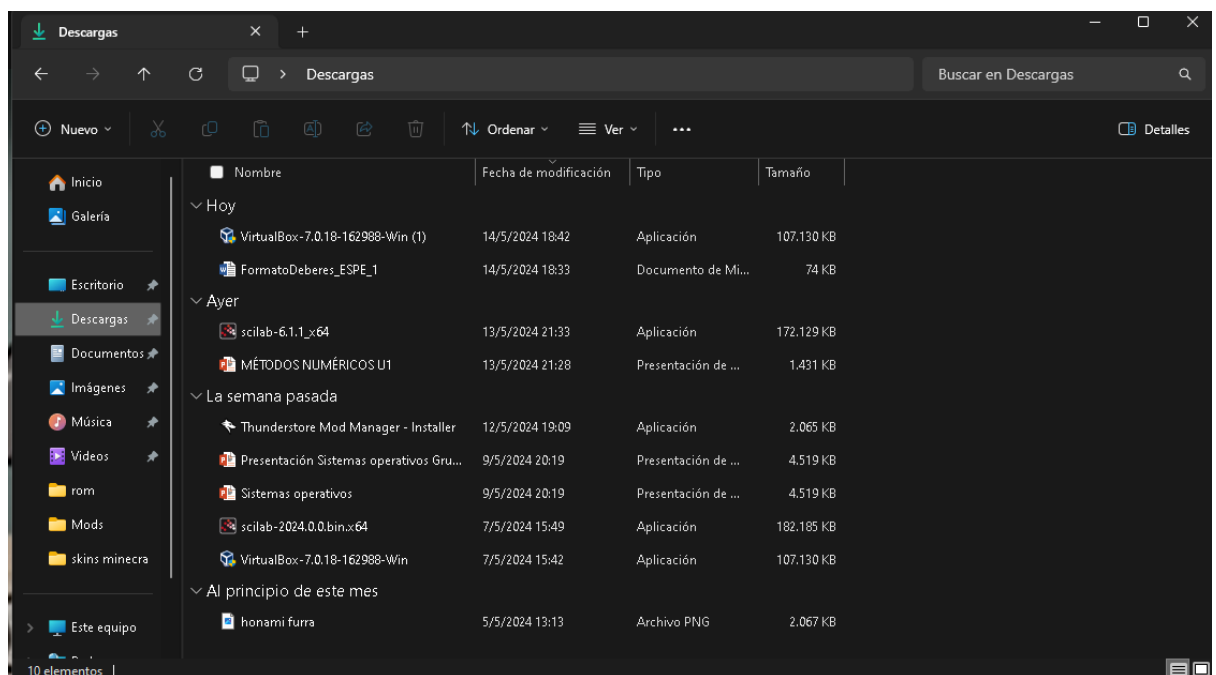 Descargas
Descargas
Buscar en Descargas
Nuevo
Ordenar
Ver
Detalles
Inicio
Galería
Escritorio
Descargas
Documentos
Imágenes
Música
Videos
rom
Mods
skins minecra
Este equipo
Nombre Fecha de modificación Tipo Tamaño
Hoy
VirtualBox-7.0.18-162988-Win (1) 14/5/2024 18:42 Aplicación 107.130 KB
FormatoDeberes_ESPE_1 14/5/2024 18:33 Documento de Mi... 74 KB
Ayer
scilab-6.1.1_x64 13/5/2024 21:33 Aplicación 172.129 KB
MÉTODOS NUMÉRICOS U1 13/5/2024 21:28 Presentación de ... 1.431 KB
La semana pasada
Thunderstore Mod Manager - Installer 12/5/2024 19:09 Aplicación 2.065 KB
Presentación Sistemas operativos Gru... 9/5/2024 20:19 Presentación de ... 4.519 KB
Sistemas operativos 9/5/2024 20:19 Presentación de ... 4.519 KB
scilab-2024.0.0.bin.x64 7/5/2024 15:49 Aplicación 182.185 KB
VirtualBox-7.0.18-162988-Win 7/5/2024 15:42 Aplicación 107.130 KB
Al principio de este mes
honami furra 5/5/2024 13:13 Archivo PNG 2.067 KB
10 elementos